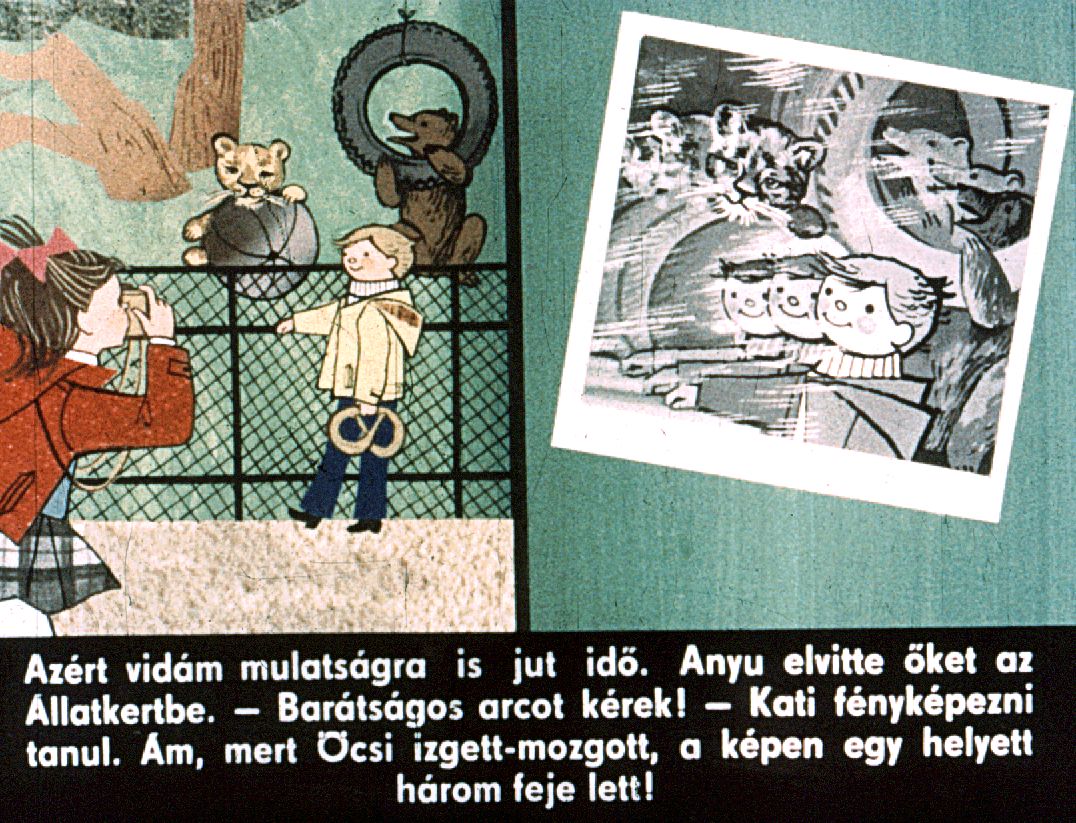 Azért vidám mulatságra is jut idő. Anyu elvitte őket az
Állatkertbe. — Barátságos arcot kérek! — Kati fényképezni
tanul. Ám, mert Öcsi izgett-mozgott, a képen egy helyett
három feje lett!